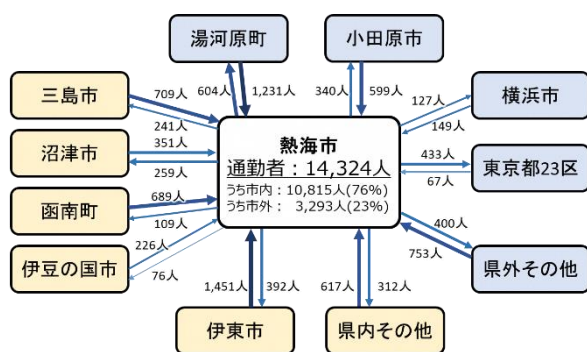 湯河原町
小田原市
604人
1,231人
340人
599人
三島市
709人
241人
127人
149人
横浜市
沼津市
351人
259人
熱海市
通勤者：14,324人
うち市内：10,815人(76%)
うち市外： 3,293人(23%)
433人
67人
東京都23区
函南町
689人
109人
伊豆の国市
226人
76人
400人
753人
県外その他
1,451人
392人
617人
312人
伊東市
県内その他